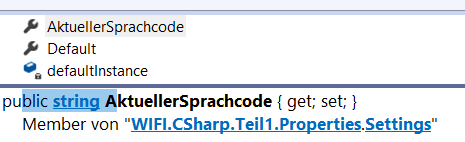 AktuellerSprachcode
Default
defaultInstance
public string AktuellerSprachcode { get; set; }
Member von "WIFI.CSharp.Teil1.Properties.Settings"